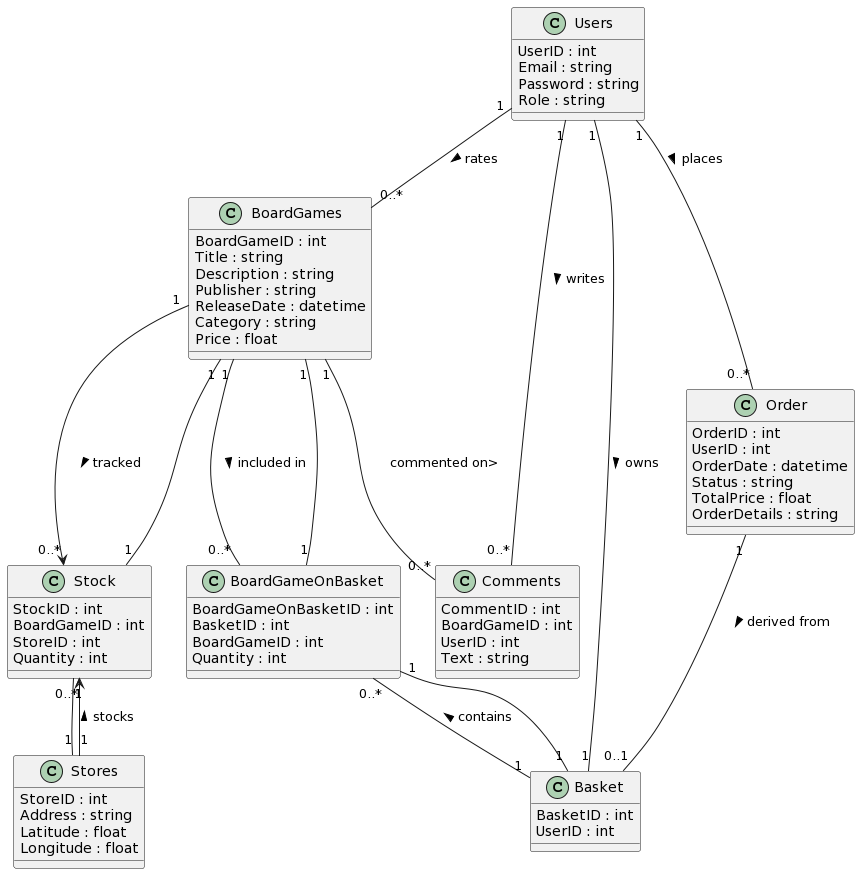 C Users
UserID : int
Email : string
Password : string
Role : string
1
1
1
1
rates
places
0..*
C BoardGames
BoardGameID : int
Title : string
Description : string
Publisher : string
ReleaseDate : datetime
Category : string
Price : float
1
1
1
1
1
writes
0..*
C Order
OrderID : int
UserID : int
OrderDate : datetime
Status : string
TotalPrice : float
OrderDetails : string
1
tracked
included in
commented on>
owns
0..*
1
0..*
1
0..*
0..*
C Stock
StockID : int
BoardGameID : int
StoreID : int
Quantity : int
C BoardGameOnBasket
BoardGameOnBasketID : int
BasketID : int
BoardGameID : int
Quantity : int
C Comments
CommentID : int
BoardGameID : int
UserID : int
Text : string
derived from
0..*
1
stocks
1
1
0..*
1
contains
1
1
1
0..1
C Stores
StoreID : int
Address : string
Latitude : float
Longitude : float
C Basket
BasketID : int
UserID : int